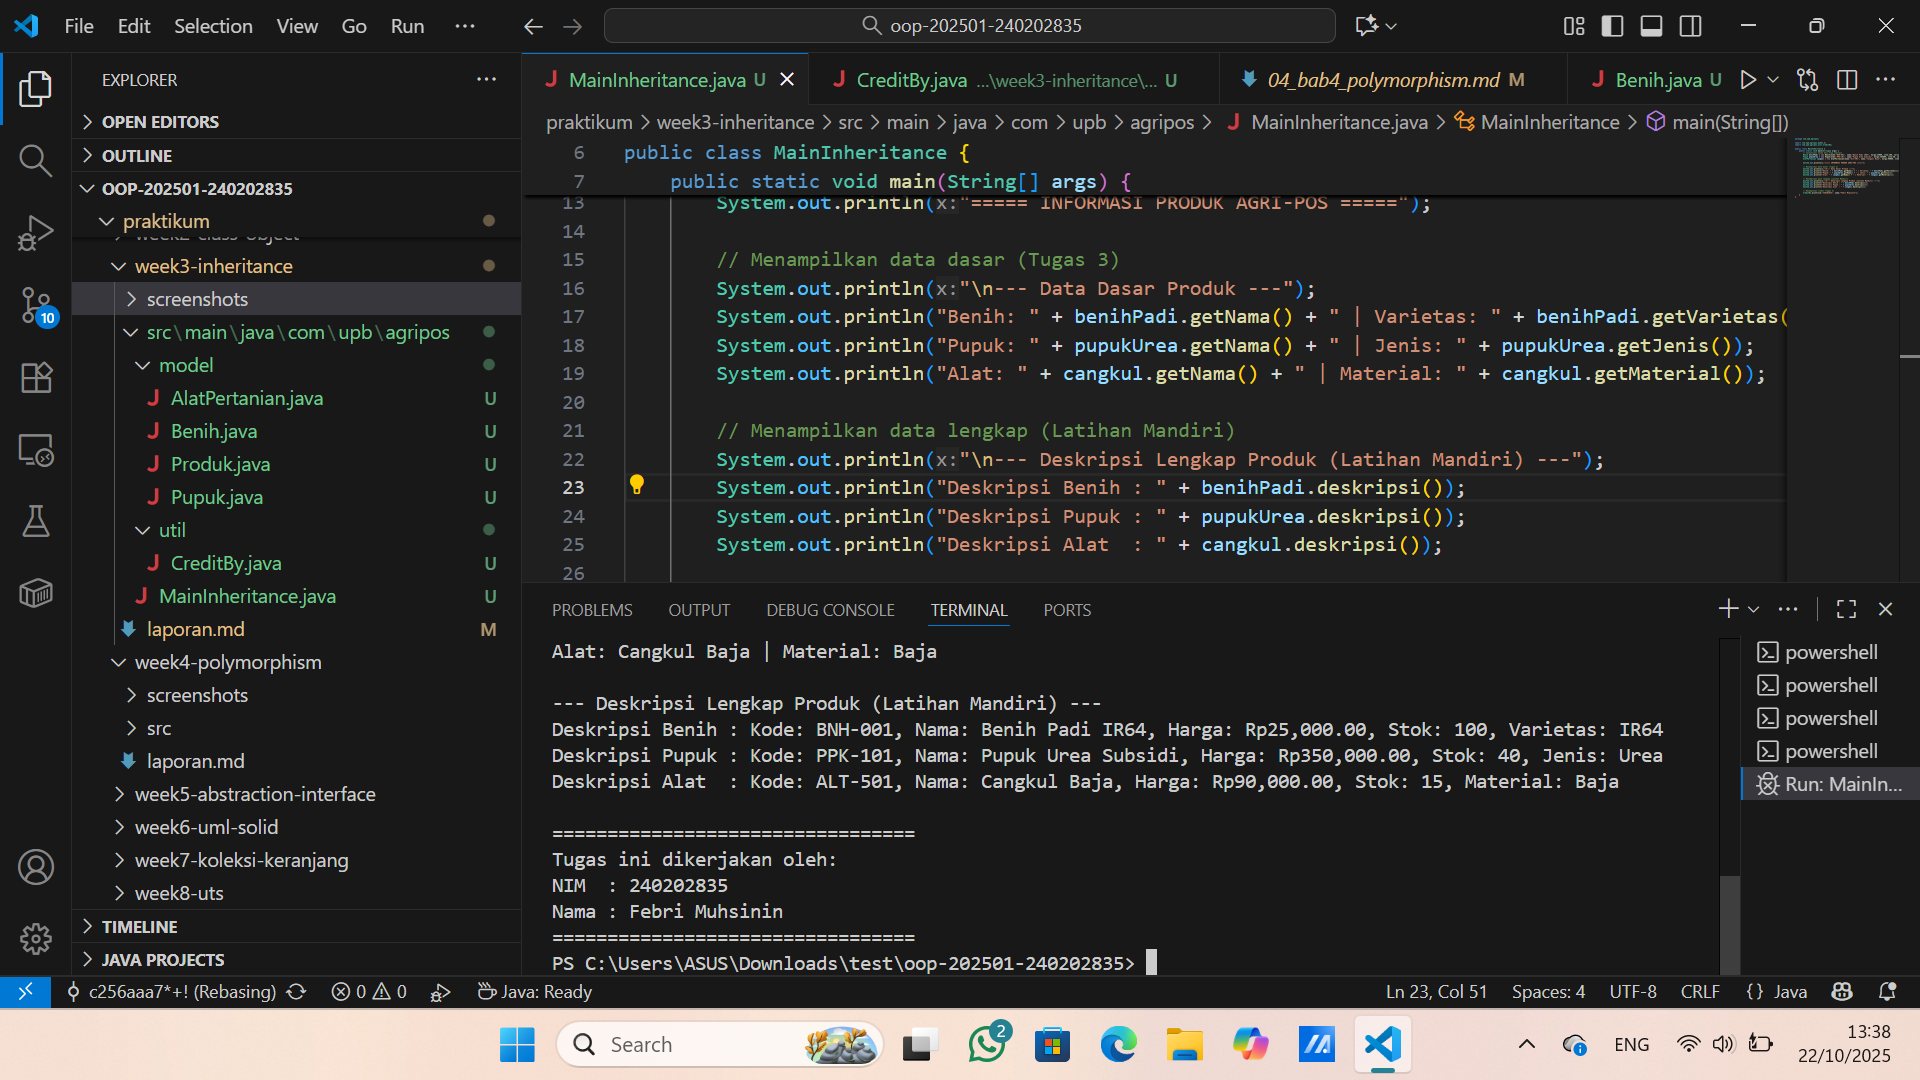 File Edit Selection View Go Run ...
oop-202501-240202835
EXPLORER
OPEN EDITORS
OUTLINE
OOP-202501-240202835
praktikum
week2-class-object
week3-inheritance
screenshots
src\main\java\com\upb\agripos
model
AlatPertanian.java U
Benih.java U
Produk.java U
Pupuk.java U
util
CreditBy.java U
MainInheritance.java U
laporan.md M
week4-polymorphism
screenshots
src
laporan.md
week5-abstraction-interface
week6-uml-solid
week7-koleksi-keranjang
week8-uts
TIMELINE
JAVA PROJECTS
10
MainInheritance.java U
CreditBy.java ...\week3-inheritance\... U
04_bab4_polymorphism.md M
Benih.java U
praktikum > week3-inheritance > src > main > java > com > upb > agripos > MainInheritance.java > MainInheritance > main(String[])
6 public class MainInheritance {
7 public static void main(String[] args) {
13 System.out.println(x:"===== INFORMASI PRODUK AGRI-POS =====");
14
15 // Menampilkan data dasar (Tugas 3)
16 System.out.println(x:"\n--- Data Dasar Produk ---");
17 System.out.println("Benih: " + benihPadi.getNama() + " | Varietas: " + benihPadi.getVarietas(
18 System.out.println("Pupuk: " + pupukUrea.getNama() + " | Jenis: " + pupukUrea.getJenis());
19 System.out.println("Alat: " + cangkul.getNama() + " | Material: " + cangkul.getMaterial());
20
21 // Menampilkan data lengkap (Latihan Mandiri)
22 System.out.println(x:"\n--- Deskripsi Lengkap Produk (Latihan Mandiri) ---");
23 System.out.println("Deskripsi Benih : " + benihPadi.deskripsi());
24 System.out.println("Deskripsi Pupuk : " + pupukUrea.deskripsi());
25 System.out.println("Deskripsi Alat  : " + cangkul.deskripsi());
26
PROBLEMS OUTPUT DEBUG CONSOLE TERMINAL PORTS
Alat: Cangkul Baja | Material: Baja
--- Deskripsi Lengkap Produk (Latihan Mandiri) ---
Deskripsi Benih : Kode: BNH-001, Nama: Benih Padi IR64, Harga: Rp25,000.00, Stok: 100, Varietas: IR64
Deskripsi Pupuk : Kode: PPK-101, Nama: Pupuk Urea Subsidi, Harga: Rp350,000.00, Stok: 40, Jenis: Urea
Deskripsi Alat  : Kode: ALT-501, Nama: Cangkul Baja, Harga: Rp90,000.00, Stok: 15, Material: Baja
=================================
Tugas ini dikerjakan oleh:
NIM  : 240202835
Nama : Febri Muhsinin
=================================
PS C:\Users\ASUS\Downloads\test\oop-202501-240202835>
powershell
powershell
powershell
powershell
Run: MainIn...
c256aaa7*+! (Rebasing) 0 0 Java: Ready
Ln 23, Col 51 Spaces: 4 UTF-8 CRLF {} Java
Search
2
ENG
13:38
22/10/2025